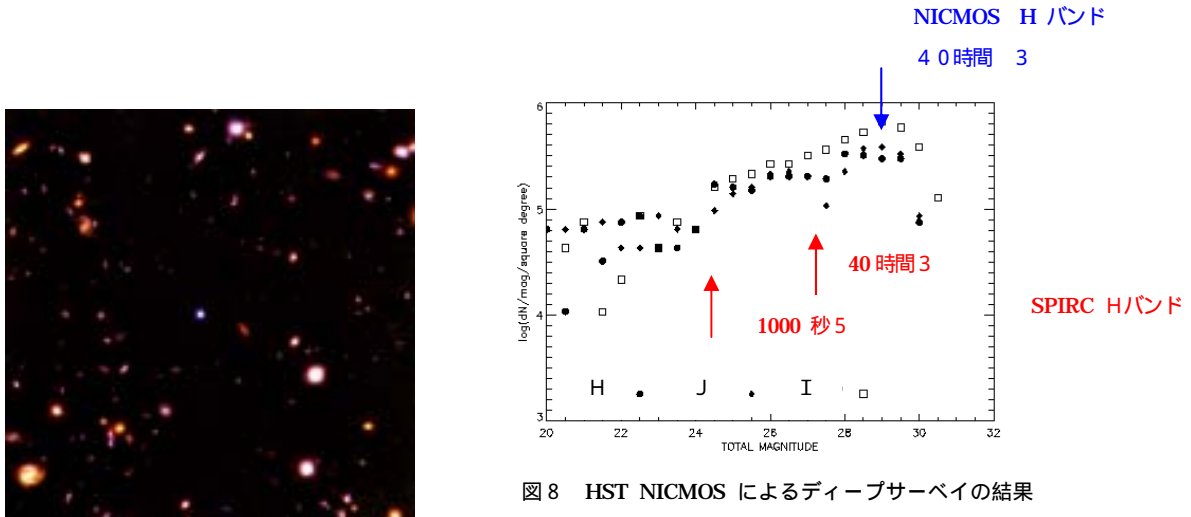 NICMOS H バンド
４０時間 3
6
5
4
3
log(dN/mag/square degree)
40 時間 3
1000 秒 5
SPIRC Hバンド
H J I
20 22 24 26 28 30 32
TOTAL MAGNITUDE
図 8 HST NICMOS によるディープサーベイの結果